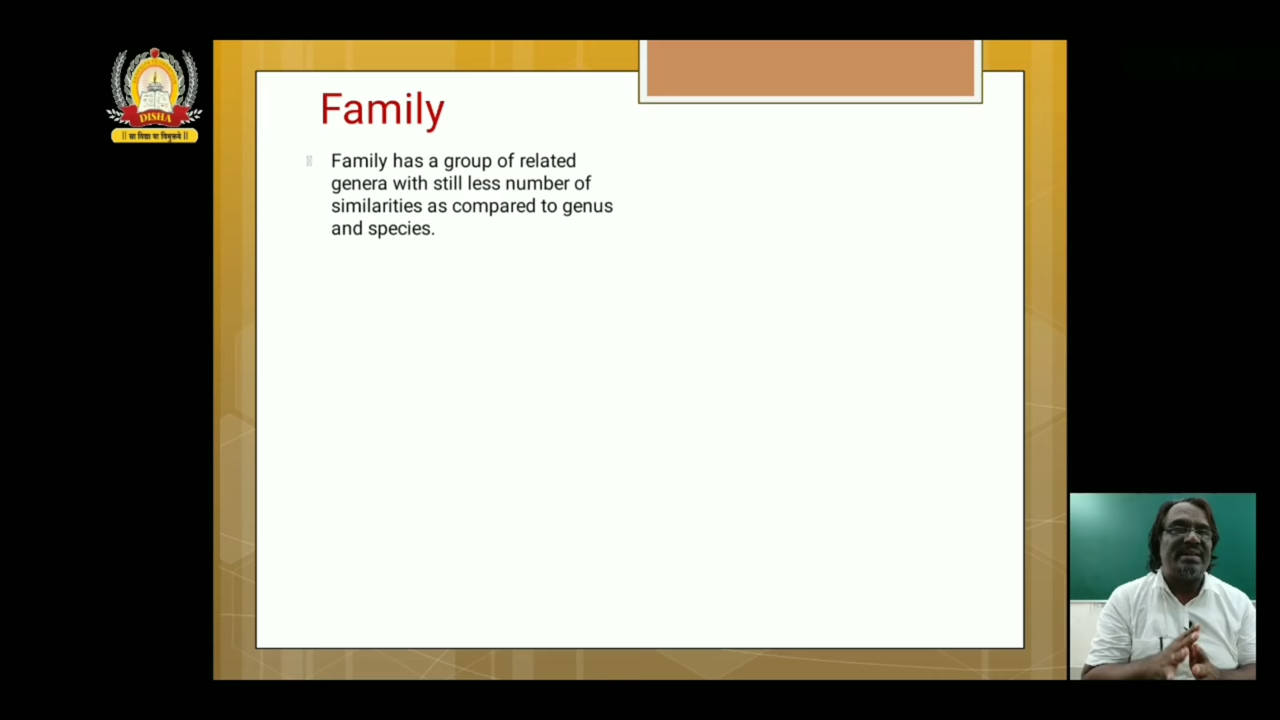 DISHA
|| सा विद्या या विमुक्तये ||
Family
Family has a group of related
genera with still less number of
similarities as compared to genus
and species.